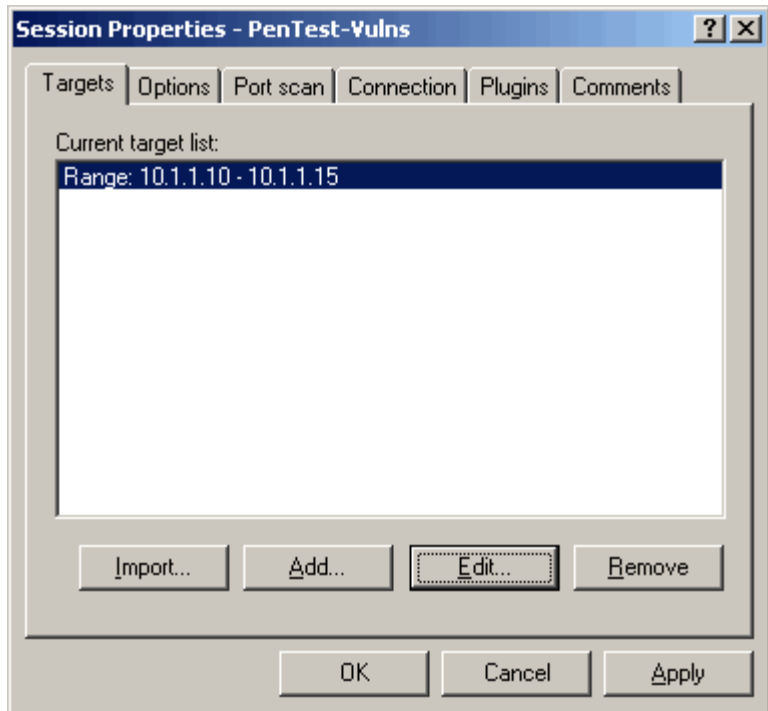 Session Properties - PenTest-Vulns
Targets Options Port scan Connection Plugins Comments
Current target list:
Range: 10.1.1.10 - 10.1.1.15
Import... Add... Edit... Remove
OK Cancel Apply